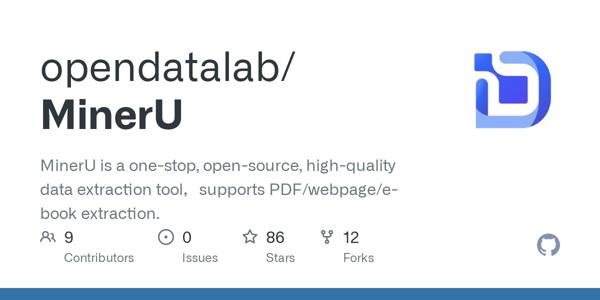 opendatalab/
MinerU
MinerU is a one-stop, open-source, high-quality
data extraction tool， supports PDF/webpage/e-
book extraction.
9 0 86 12
Contributors Issues Stars Forks